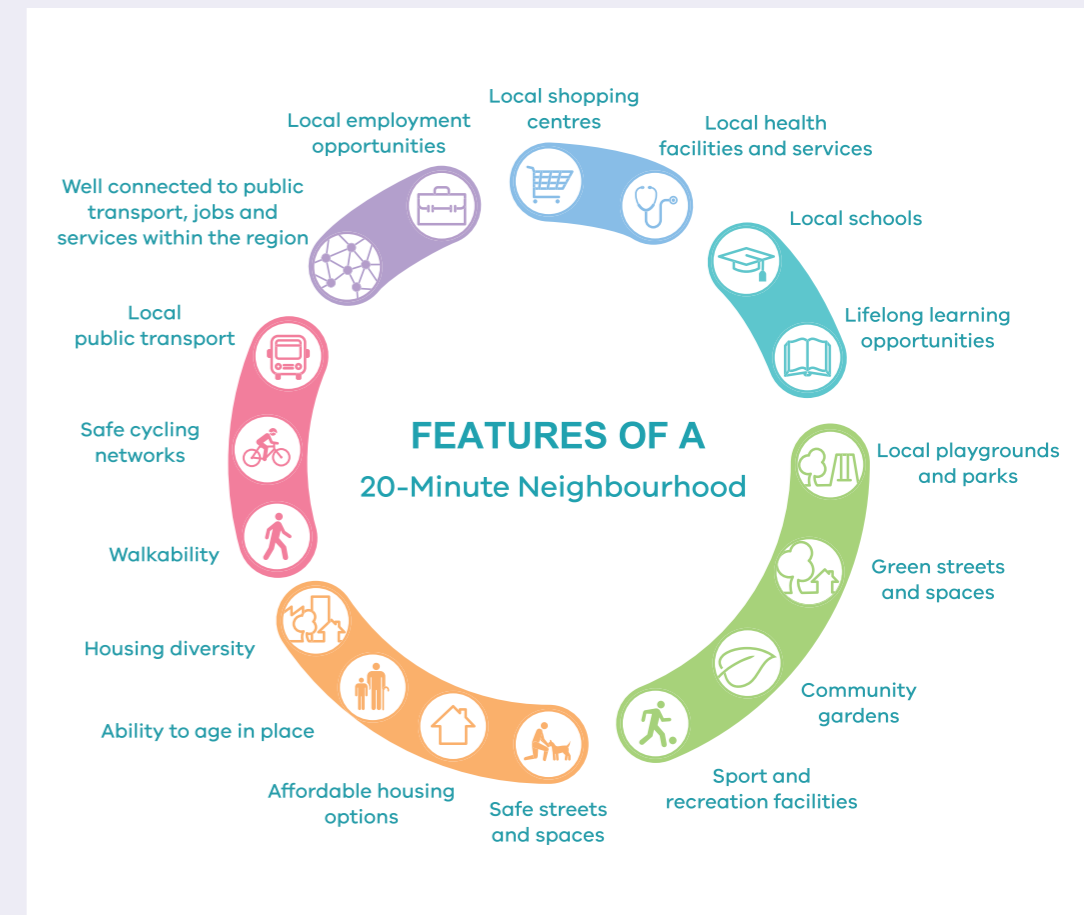 FEATURES OF A
20-Minute Neighbourhood
Local shopping
centres
Local health
facilities and services
Local schools
Lifelong learning
opportunities
Local playgrounds
and parks
Green streets
and spaces
Community
gardens
Sport and
recreation facilities
Safe streets
and spaces
Affordable housing
options
Ability to age in place
Housing diversity
Walkability
Safe cycling
networks
Local
public transport
Well connected to public
transport, jobs and
services within the region
Local employment
opportunities